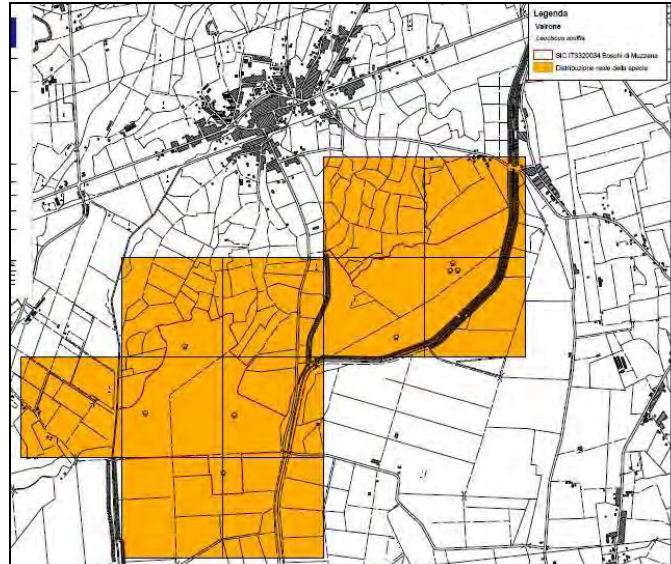 Legenda
Vairone
Leuciscus souffia
SIC IT3320034 Boschi di Muzzana
Distribuzione reale della specie